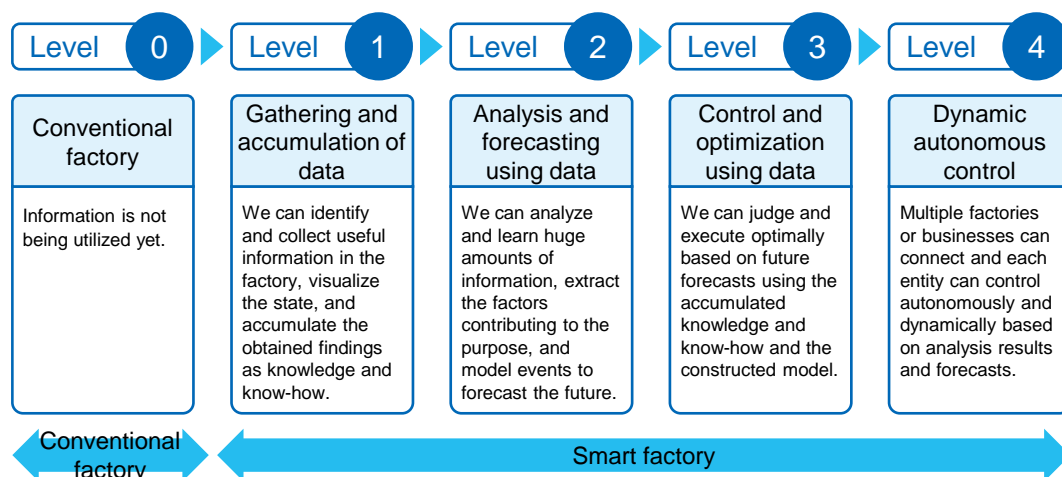 Level 0
Level 1
Level 2
Level 3
Level 4
Conventional
factory
Information is not
being utilized yet.
Gathering and
accumulation of
data
We can identify
and collect useful
information in the
factory, visualize
the state, and
accumulate the
obtained findings
as knowledge and
know-how.
Analysis and
forecasting
using data
We can analyze
and learn huge
amounts of
information, extract
the factors
contributing to the
purpose, and
model events to
forecast the future.
Control and
optimization
using data
We can judge and
execute optimally
based on future
forecasts using the
accumulated
knowledge and
know-how and the
constructed model.
Dynamic
autonomous
control
Multiple factories
or businesses can
connect and each
entity can control
autonomously and
dynamically based
on analysis results
and forecasts.
Conventional
factory
Smart factory